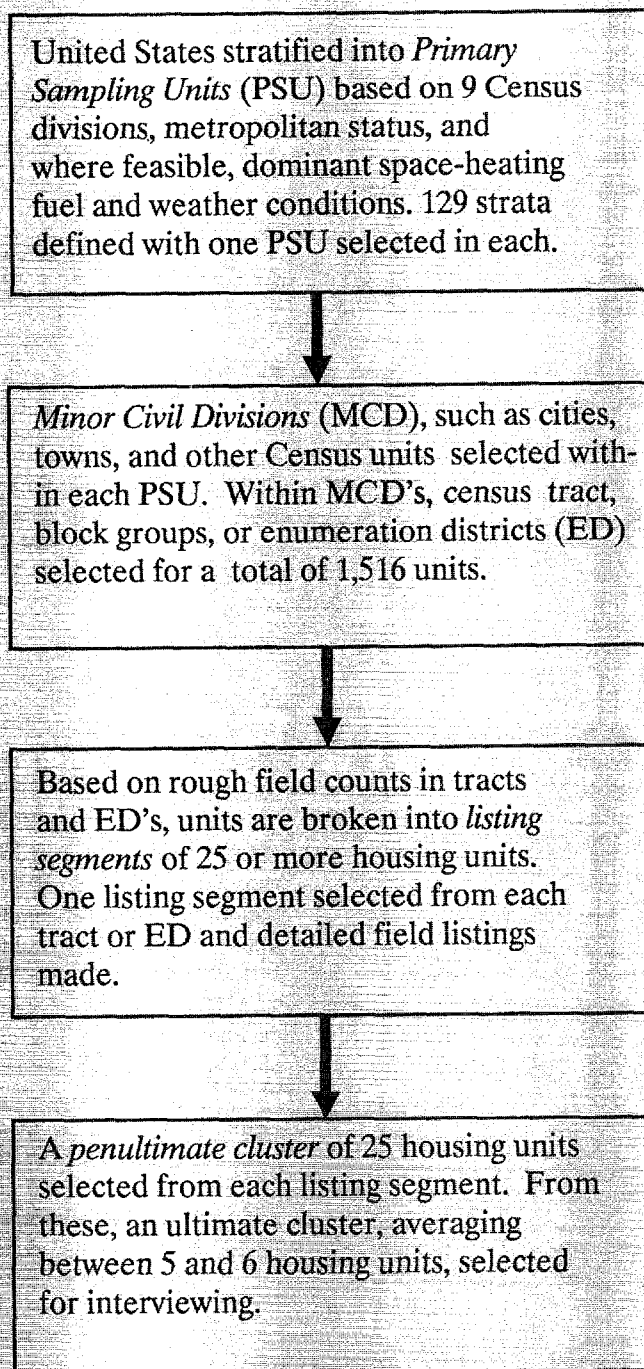 United States stratified into Primary
Sampling Units (PSU) based on 9 Census
divisions, metropolitan status, and
where feasible, dominant space-heating
fuel and weather conditions. 129 strata
defined with one PSU selected in each.
Minor Civil Divisions (MCD), such as cities,
towns, and other Census units selected with-
in each PSU. Within MCD's, census tract,
block groups, or enumeration districts (ED)
selected for a total of 1,516 units.
Based on rough field counts in tracts
and ED's, units are broken into listing
segments of 25 or more housing units.
One listing segment selected from each
tract or ED and detailed field listings
made.
A penultimate cluster of 25 housing units
selected from each listing segment. From
these, an ultimate cluster, averaging
between 5 and 6 housing units, selected
for interviewing.